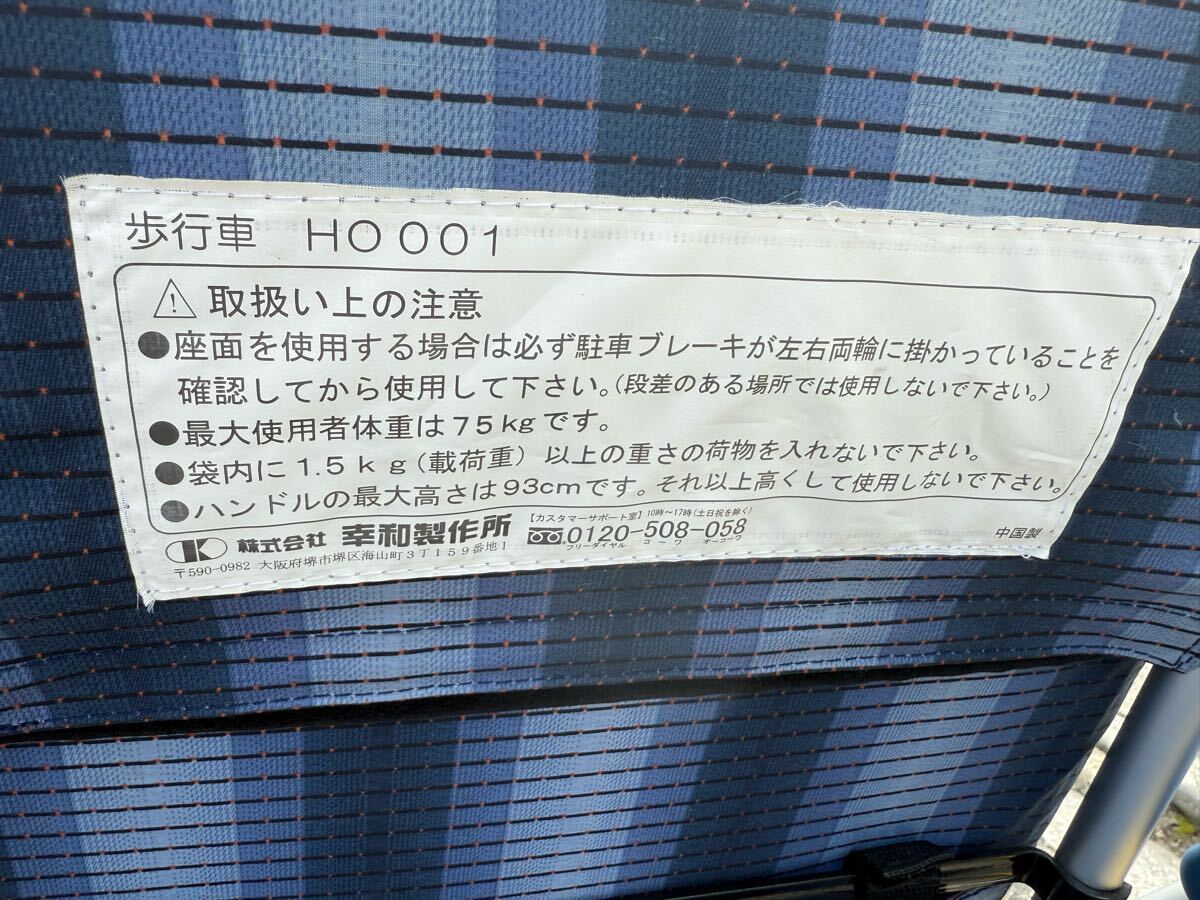 歩行車 HO001
⚠取扱い上の注意
●座面を使用する場合は必ず駐車ブレーキが左右両輪に掛かっていることを
確認してから使用して下さい。(段差のある場所では使用しないで下さい。)
●最大使用者体重は75kgです。
●袋内に1.5kg(載荷重)以上の重さの荷物を入れないで下さい。
●ハンドルの最大高さは93cmです。それ以上高くして使用しないで下さい。
株式会社 幸和製作所
〒590-0982 大阪府堺市堺区海山町3丁159番地1
【カスタマーサポート室】10時~17時(土日祝を除く)
0120-508-058
フリーダイヤル コーワ オーコーワ
中国製